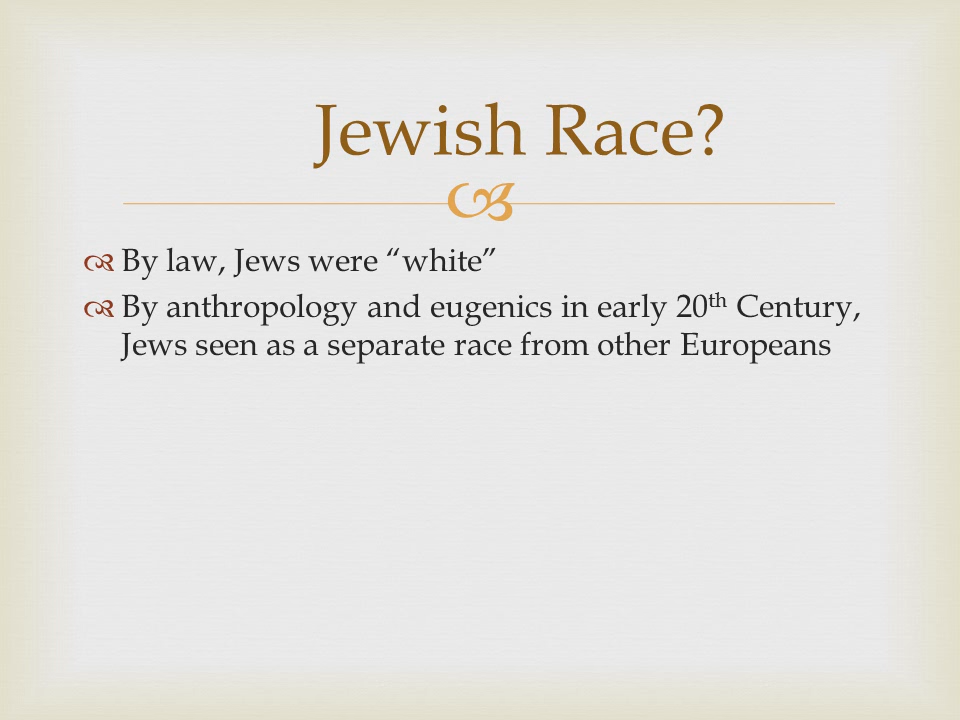 Jewish Race?
By law, Jews were “white”
By anthropology and eugenics in early 20th Century,
Jews seen as a separate race from other Europeans